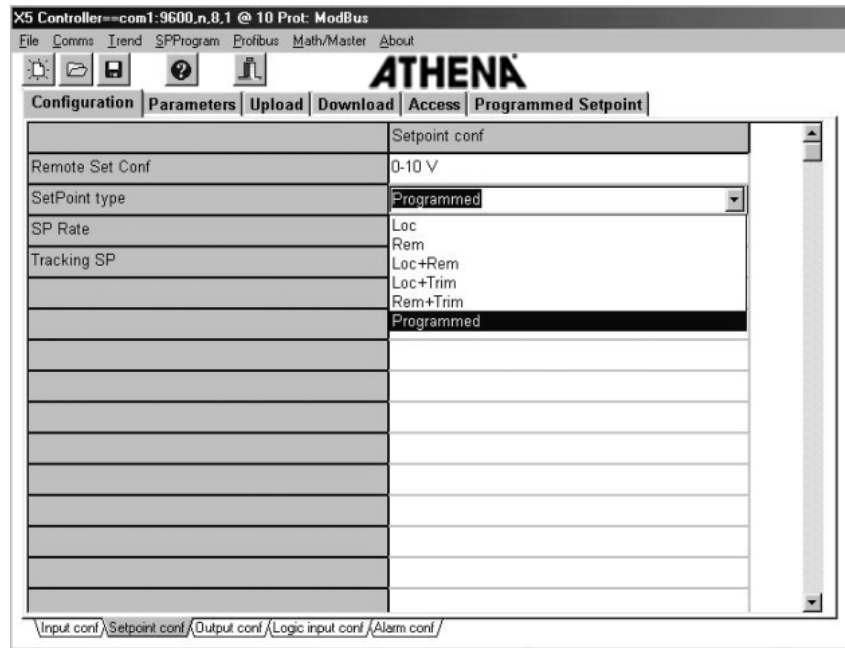 X5 Controller==com1:9600,n,8,1 @ 10 Prot: ModBus
File Comms Trend SPProgram Profibus Math/Master About
ATHENA
Configuration Parameters Upload Download Access Programmed Setpoint
Setpoint conf
Remote Set Conf 0-10 V
SetPoint type Programmed
SP Rate Loc
Rem
Tracking SP Loc+Rem
Loc+Trim
Rem+Trim
Programmed
Input conf Setpoint conf Output conf Logic input conf Alarm conf